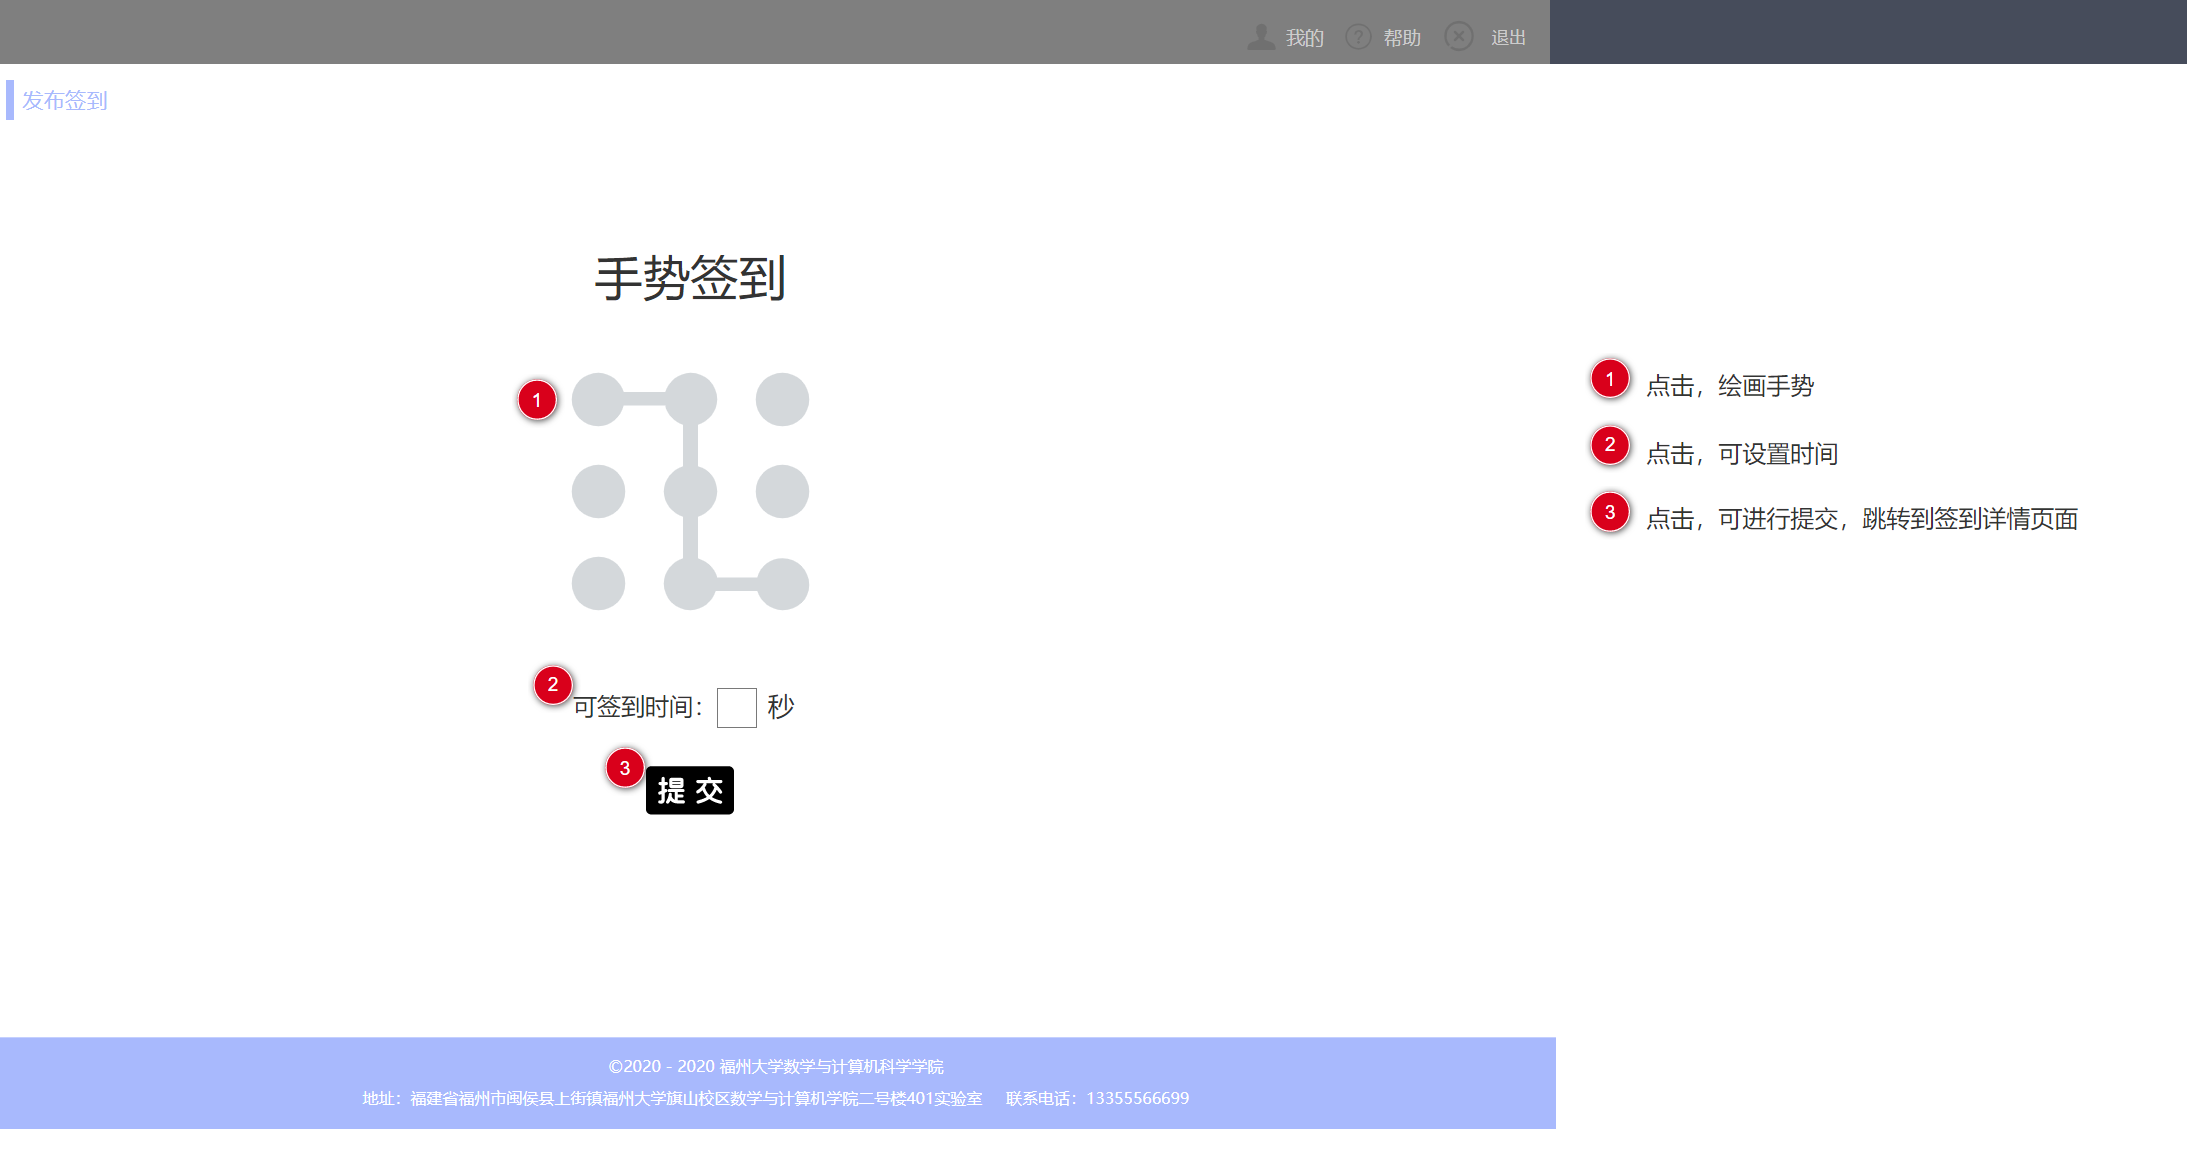 我的 帮助 退出
发布签到
手势签到
1
2
可签到时间： 秒
3
提 交
1 点击，绘画手势
2 点击，可设置时间
3 点击，可进行提交，跳转到签到详情页面
©2020 - 2020 福州大学数学与计算机科学学院
地址：福建省福州市闽侯县上街镇福州大学旗山校区数学与计算机学院二号楼401实验室 联系电话：13355566699